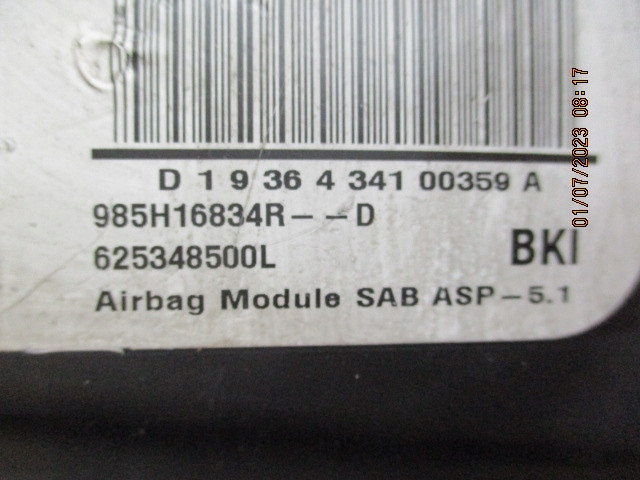 D 1 9 36 4 341 00359 A
985H16834R--D
625348500L
BKI
Airbag Module SAB ASP-5.1
01/07/2023 08:17